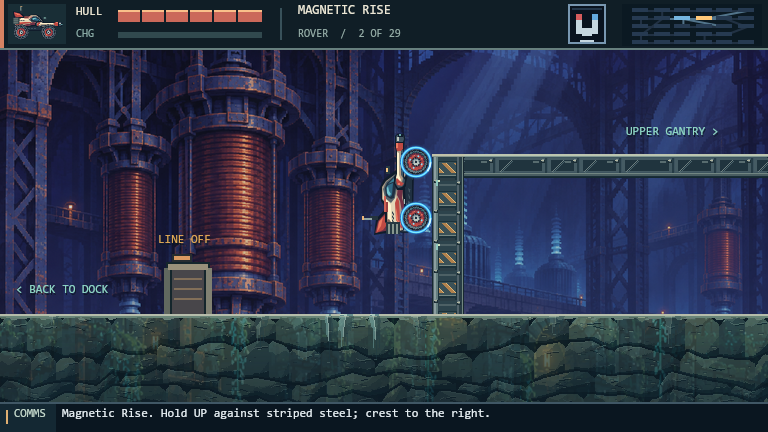 HULL
CHG
MAGNETIC RISE
ROVER / 2 OF 29
UPPER GANTRY >
LINE OFF
< BACK TO DOCK
COMMS Magnetic Rise. Hold UP against striped steel; crest to the right.